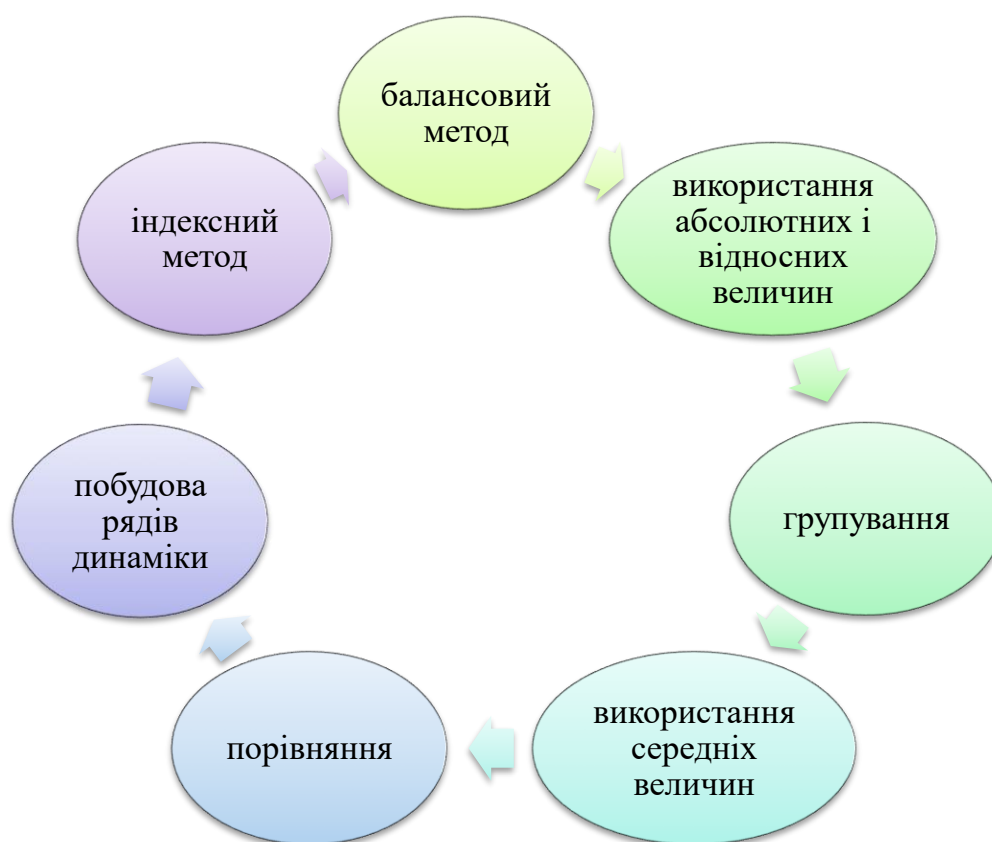 балансовий
метод
використання
абсолютних і
відносних
величин
групування
використання
середніх
величин
порівняння
побудова
рядів
динаміки
індексний
метод